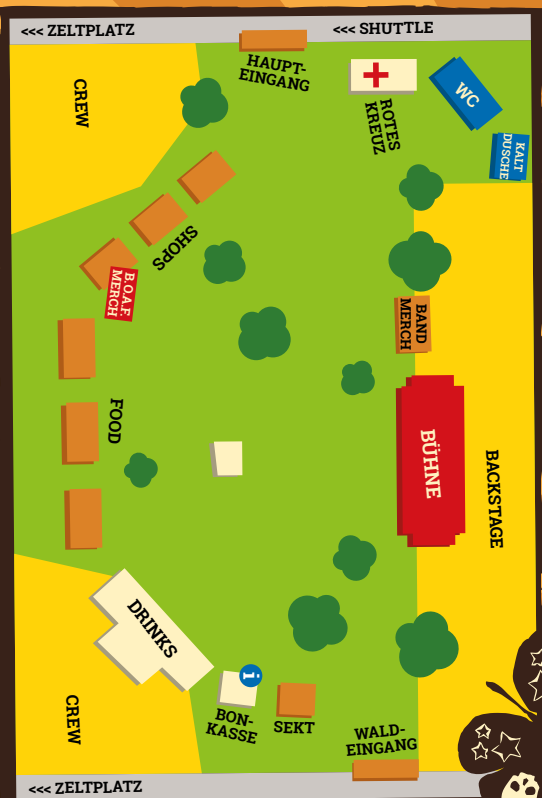 <<< ZELTPLATZ
<<< SHUTTLE
HAUPT-
EINGANG
CREW
ROTES
KREUZ
WC
KALT
DUSCHE
SHOPS
B.O.A.F.
MERCH
BAND
MERCH
FOOD
BÜHNE
BACKSTAGE
DRINKS
i
BON-
KASSE
SEKT
CREW
WALD-
EINGANG
<<< ZELTPLATZ